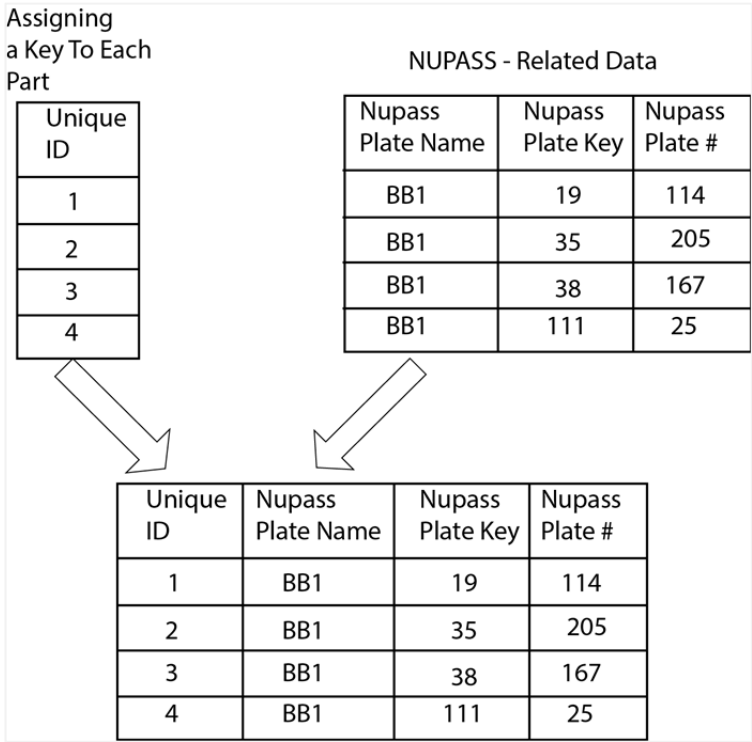 Assigning
a Key To Each
Part
Unique
ID
1
2
3
4
NUPASS - Related Data
Nupass Nupass Nupass
Plate Name Plate Key Plate #
BB1 19 114
BB1 35 205
BB1 38 167
BB1 111 25
Unique Nupass Nupass Nupass
ID Plate Name Plate Key Plate #
1 BB1 19 114
2 BB1 35 205
3 BB1 38 167
4 BB1 111 25